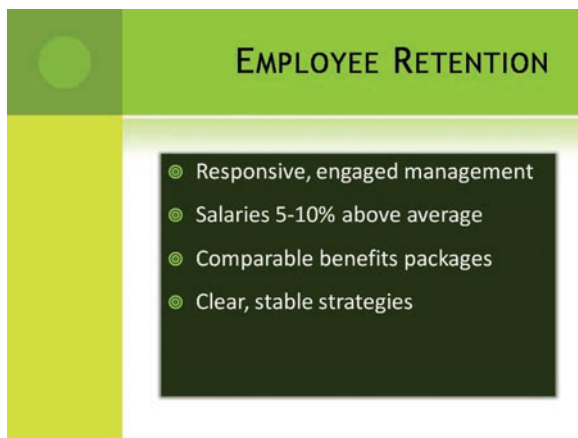 EMPLOYEE RETENTION
Responsive, engaged management
Salaries 5-10% above average
Comparable benefits packages
Clear, stable strategies